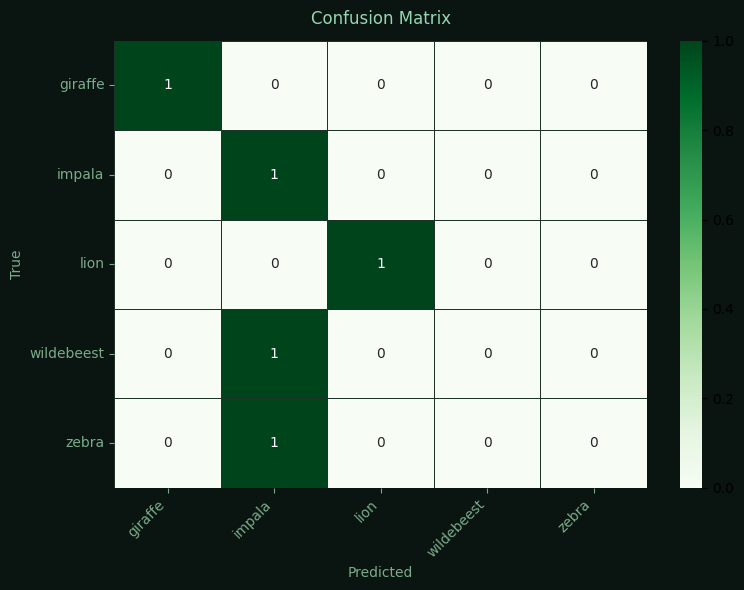 Confusion Matrix
True
giraffe 1 0 0 0 0
impala 0 1 0 0 0
lion 0 0 1 0 0
wildebeest 0 1 0 0 0
zebra 0 1 0 0 0
giraffe impala lion wildebeest zebra
Predicted
1.0
0.8
0.6
0.4
0.2
0.0